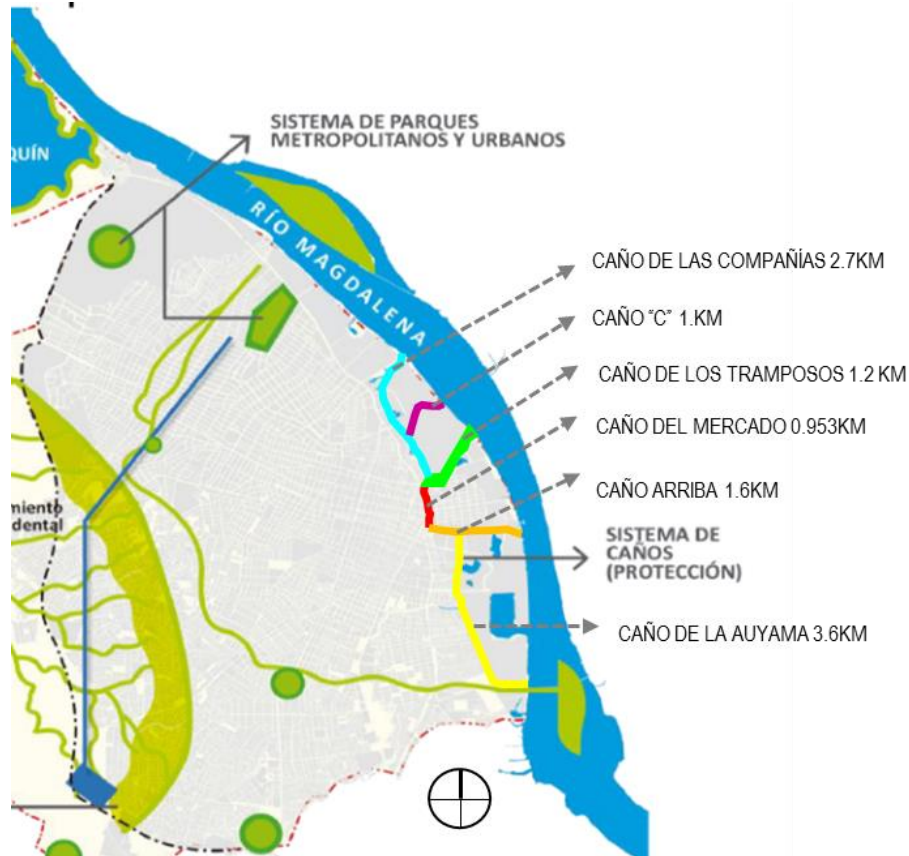 SISTEMA DE PARQUES
METROPOLITANOS Y URBANOS
QUÍN
RÍO MAGDALENA
CAÑO DE LAS COMPAÑÍAS 2.7KM
CAÑO “C” 1.KM
CAÑO DE LOS TRAMPOSOS 1.2 KM
CAÑO DEL MERCADO 0.953KM
CAÑO ARRIBA 1.6KM
miento
dental
SISTEMA DE
CAÑOS
(PROTECCIÓN)
CAÑO DE LA AUYAMA 3.6KM